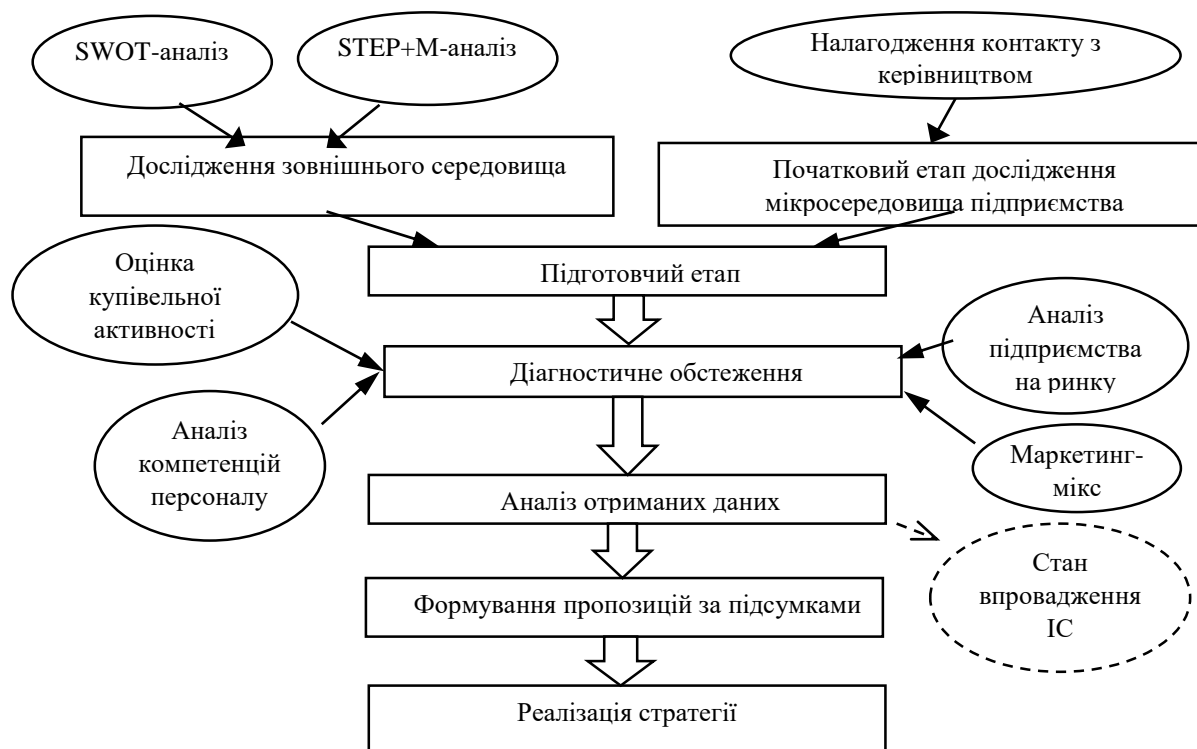 SWOT-аналіз
STEP+M-аналіз
Налагодження контакту з
керівництвом
Дослідження зовнішнього середовища
Початковий етап дослідження
мікросередовища підприємства
Підготовчий етап
Оцінка
купівельної
активності
Аналіз
підприємства
на ринку
Діагностичне обстеження
Аналіз
компетенцій
персоналу
Маркетинг-
мікс
Аналіз отриманих даних
Стан
впровадження
ІС
Формування пропозицій за підсумками
Реалізація стратегії